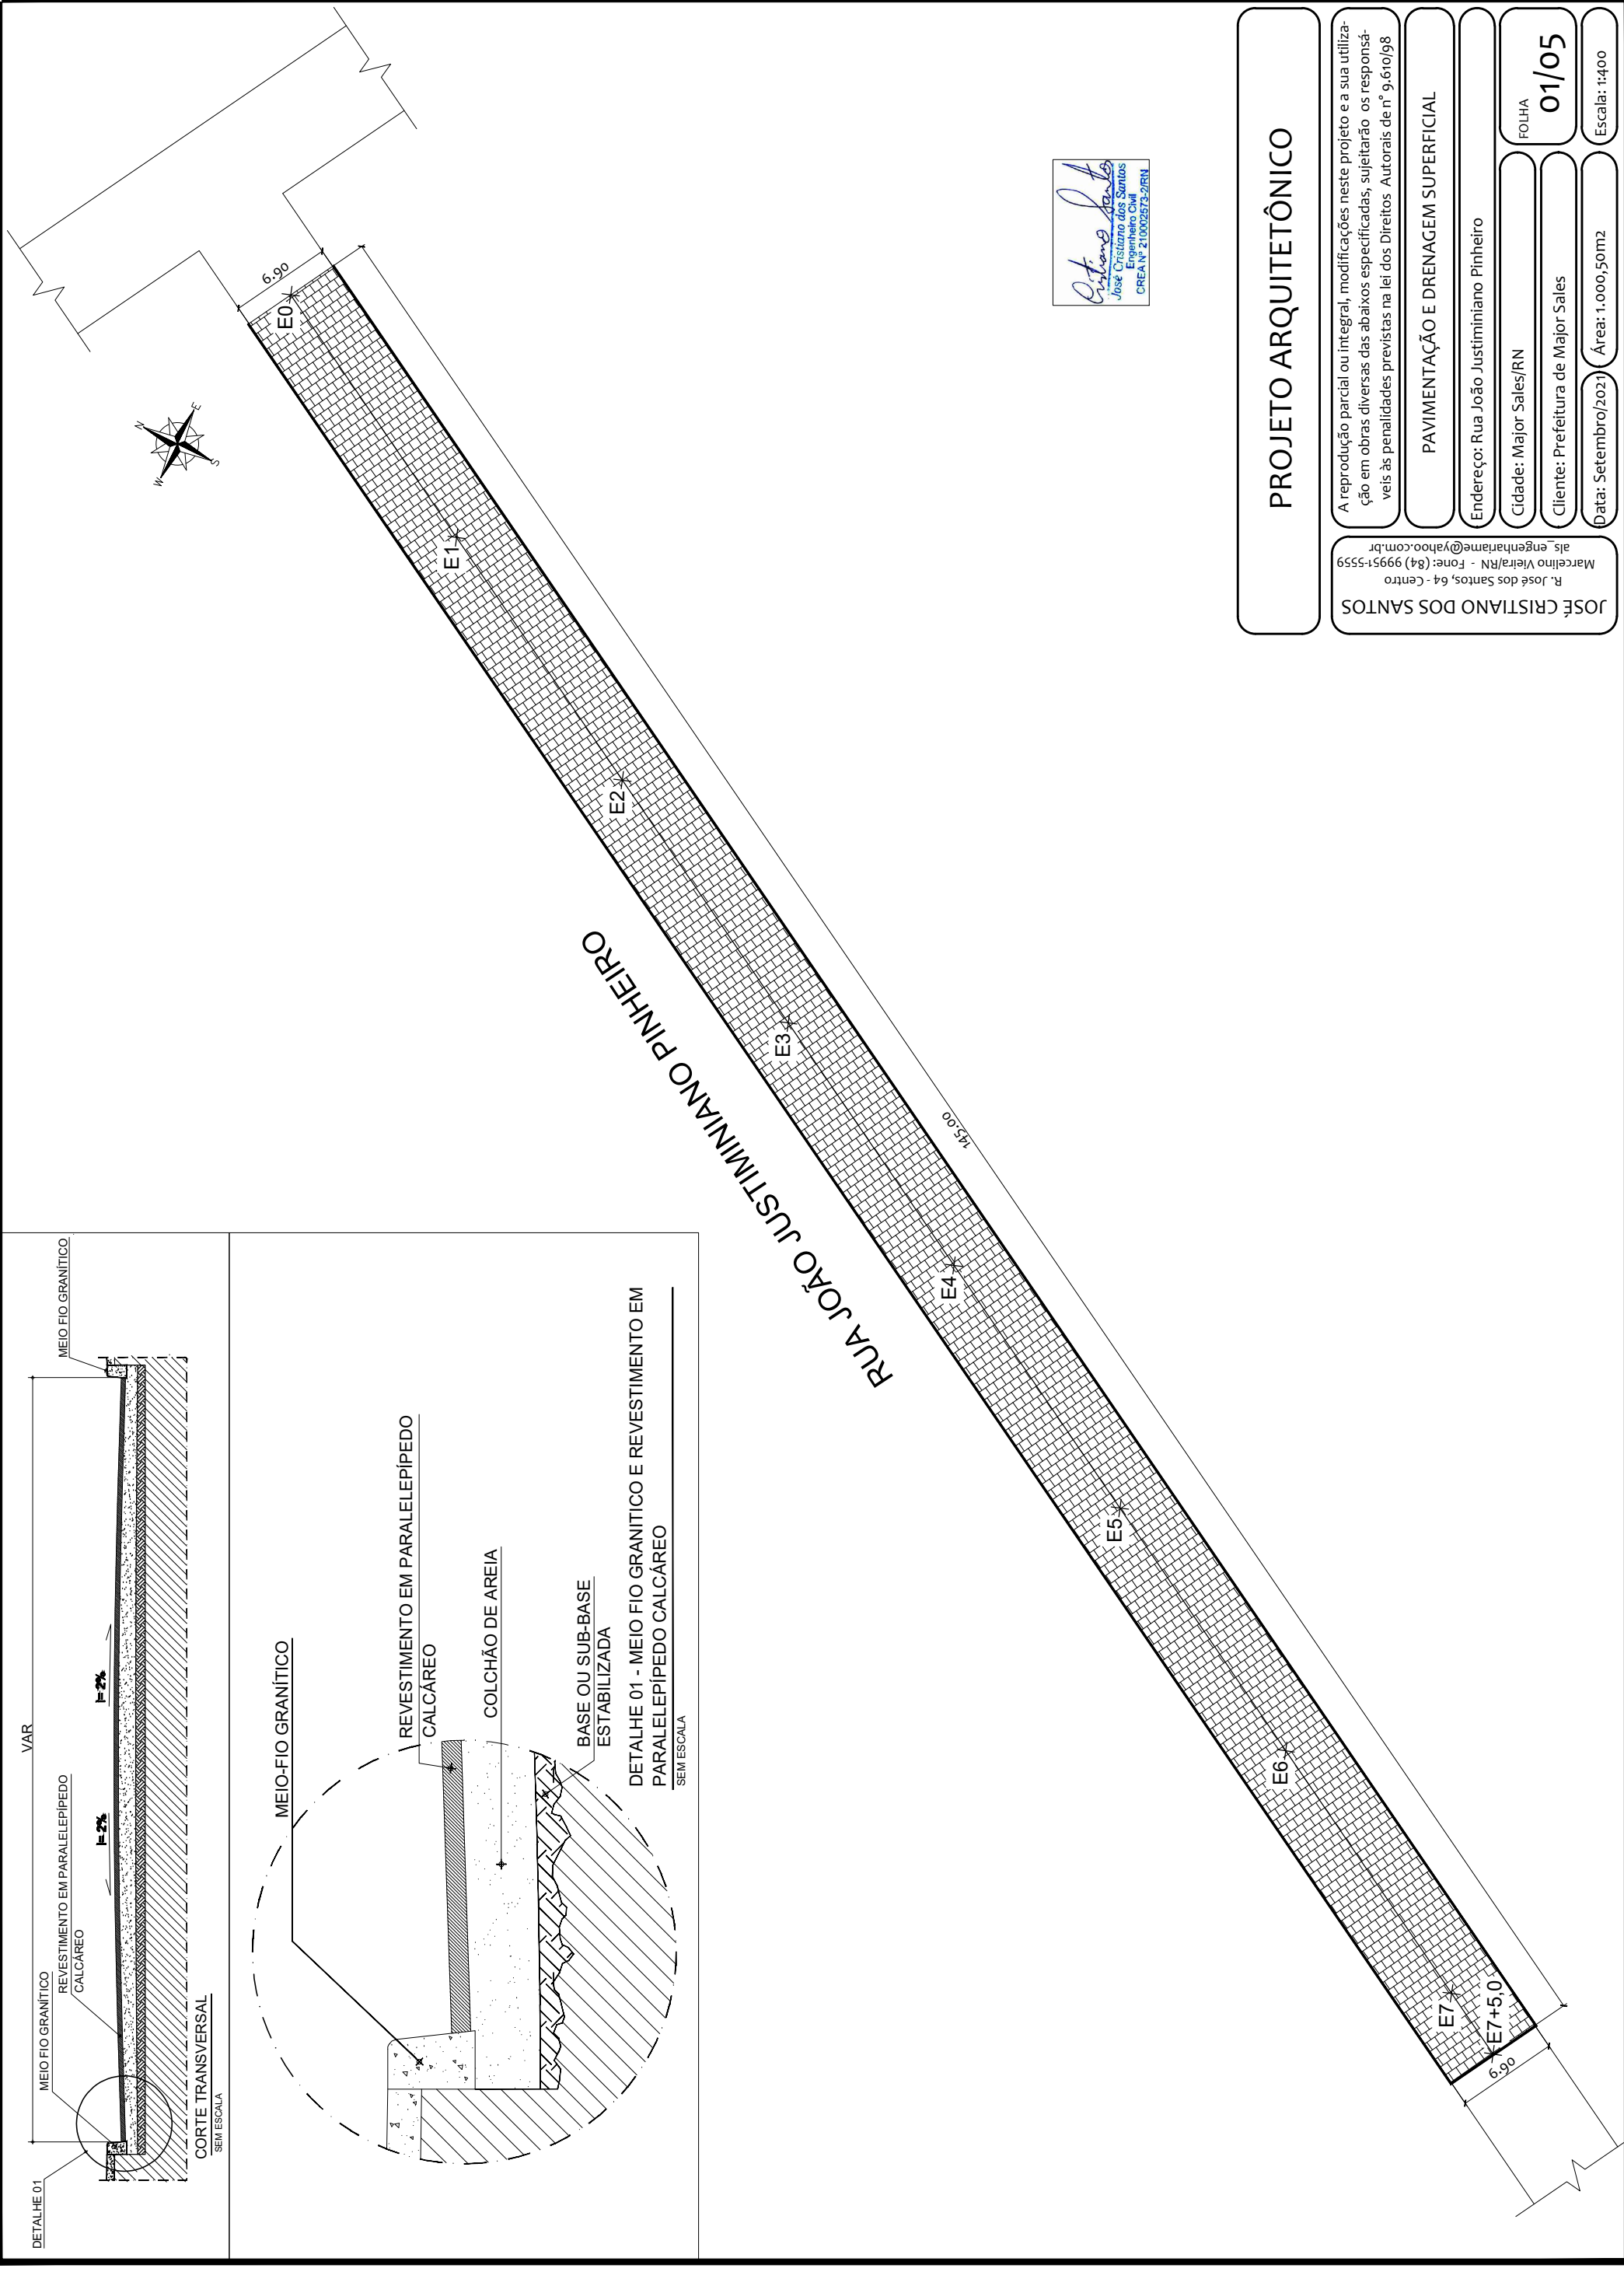 DETALHE 01
MEIO FIO GRANÍTICO
REVESTIMENTO EM PARALELEPÍPEDO
CALCÁREO
VAR
I=2%
I=2%
MEIO FIO GRANÍTICO
CORTE TRANSVERSAL
SEM ESCALA
MEIO-FIO GRANÍTICO
REVESTIMENTO EM PARALELEPÍPEDO
CALCÁREO
COLCHÃO DE AREIA
BASE OU SUB-BASE
ESTABILIZADA
DETALHE 01 - MEIO FIO GRANITICO E REVESTIMENTO EM
PARALELEPÍPEDO CALCÁREO
SEM ESCALA
N
E
S
W
6.90
E0
E1
E2
E3
E4
E5
E6
E7
E7+5,0
6.90
145.00
RUA JOÃO JUSTIMINIANO PINHEIRO
Cristiano Santos
José Cristiano dos Santos
Engenheiro Civil
CREA Nº 210002573-2/RN
PROJETO ARQUITETÔNICO
A reprodução parcial ou integral, modificações neste projeto e a sua utiliza-
ção em obras diversas das abaixos especificadas, sujeitarão os responsá-
veis às penalidades previstas na lei dos Direitos Autorais de n° 9.610/98
PAVIMENTAÇÃO E DRENAGEM SUPERFICIAL
Endereço: Rua João Justiminiano Pinheiro
Cidade: Major Sales/RN
FOLHA
01/05
Cliente: Prefeitura de Major Sales
Data: Setembro/2021
Área: 1.000,50m2
Escala: 1:400
JOSÉ CRISTIANO DOS SANTOS
R. José dos Santos, 64 - Centro
Marcelino Vieira/RN - Fone: (84) 99951-5559
als_engenhariame@yahoo.com.br